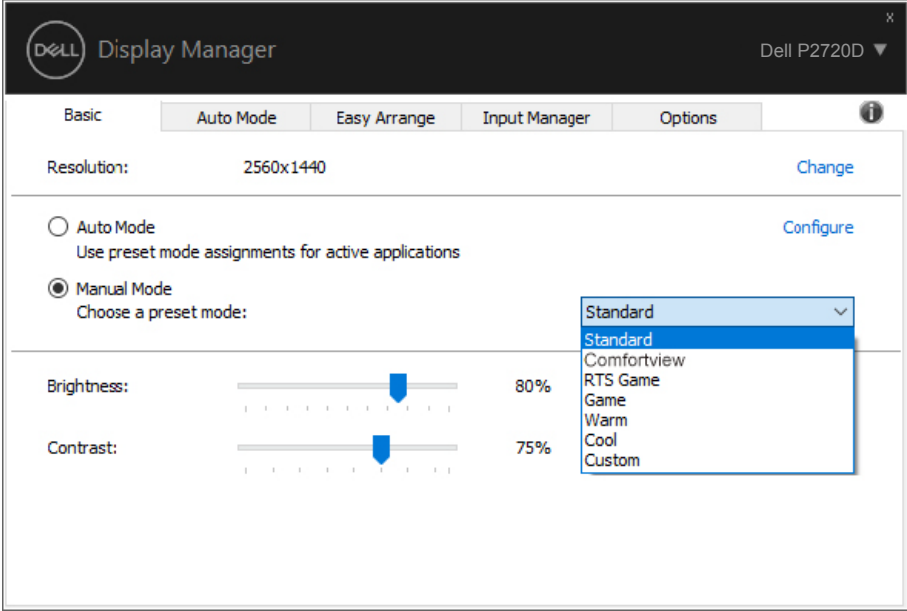 x
DELL Display Manager
Dell P2720D ▼
Basic Auto Mode Easy Arrange Input Manager Options i
Resolution: 2560x1440 Change
Auto Mode Configure
Use preset mode assignments for active applications
Manual Mode
Choose a preset mode: Standard
Standard
Comfortview
RTS Game
Game
Warm
Cool
Custom
Brightness: 80%
Contrast: 75%